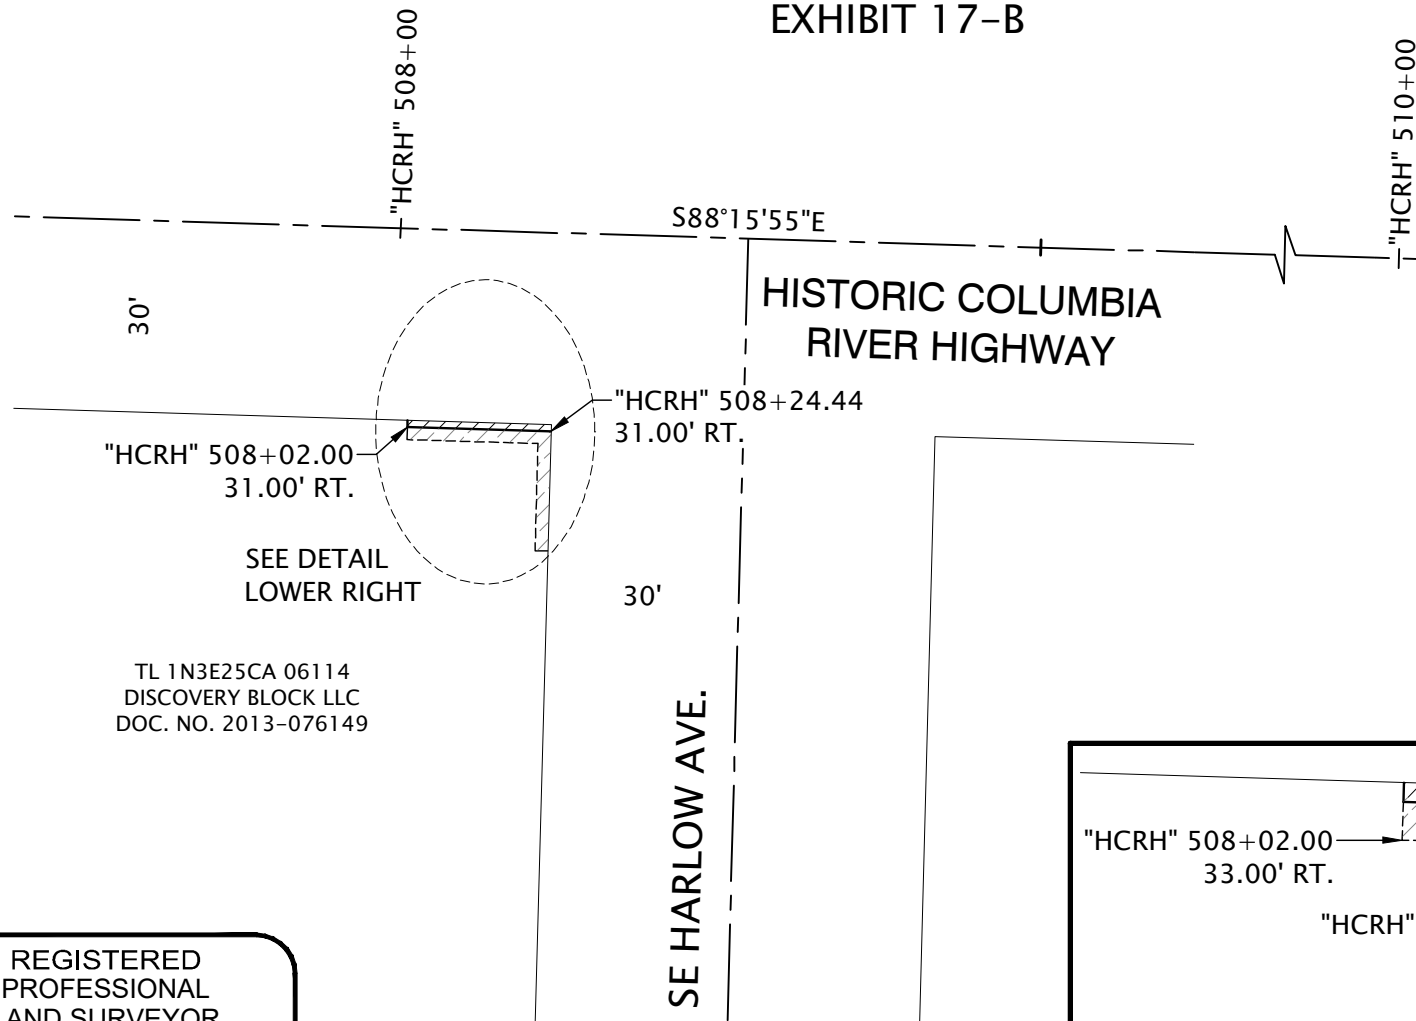 EXHIBIT 17-B
"HCRH" 508+00
"HCRH" 510+00
S88°15'55"E
HISTORIC COLUMBIA
RIVER HIGHWAY
30'
"HCRH" 508+24.44
31.00' RT.
"HCRH" 508+02.00
31.00' RT.
SEE DETAIL
LOWER RIGHT
30'
TL 1N3E25CA 06114
DISCOVERY BLOCK LLC
DOC. NO. 2013-076149
SE HARLOW AVE.
"HCRH" 508+02.00
33.00' RT.
"HCRH"
REGISTERED
PROFESSIONAL
AND SURVEYOR